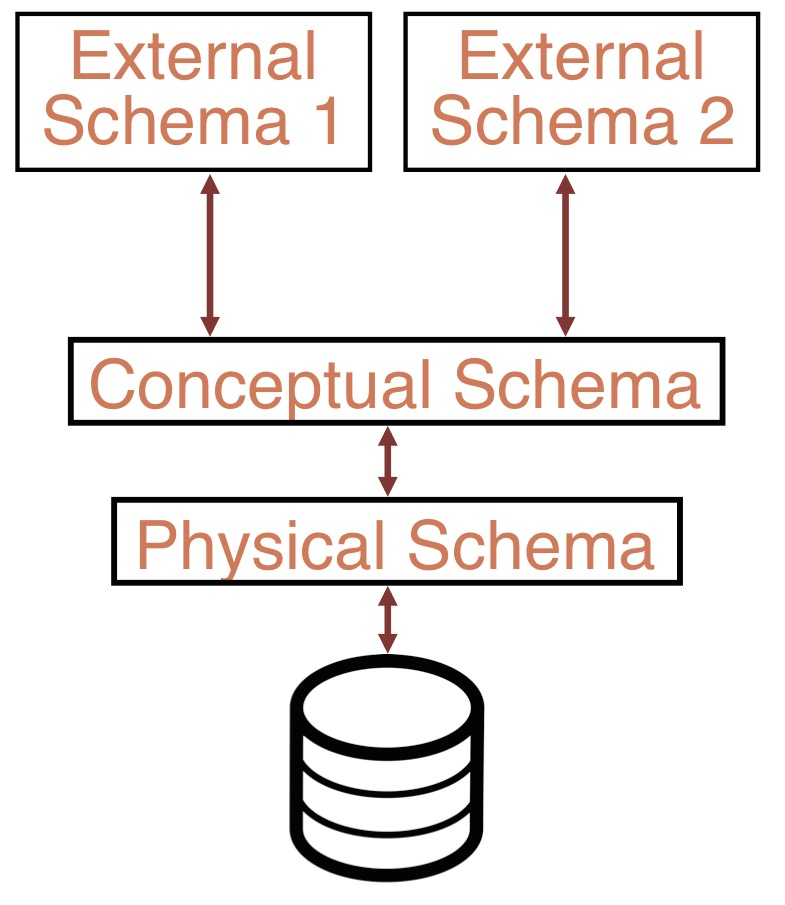 External
Schema 1
External
Schema 2
Conceptual Schema
Physical Schema